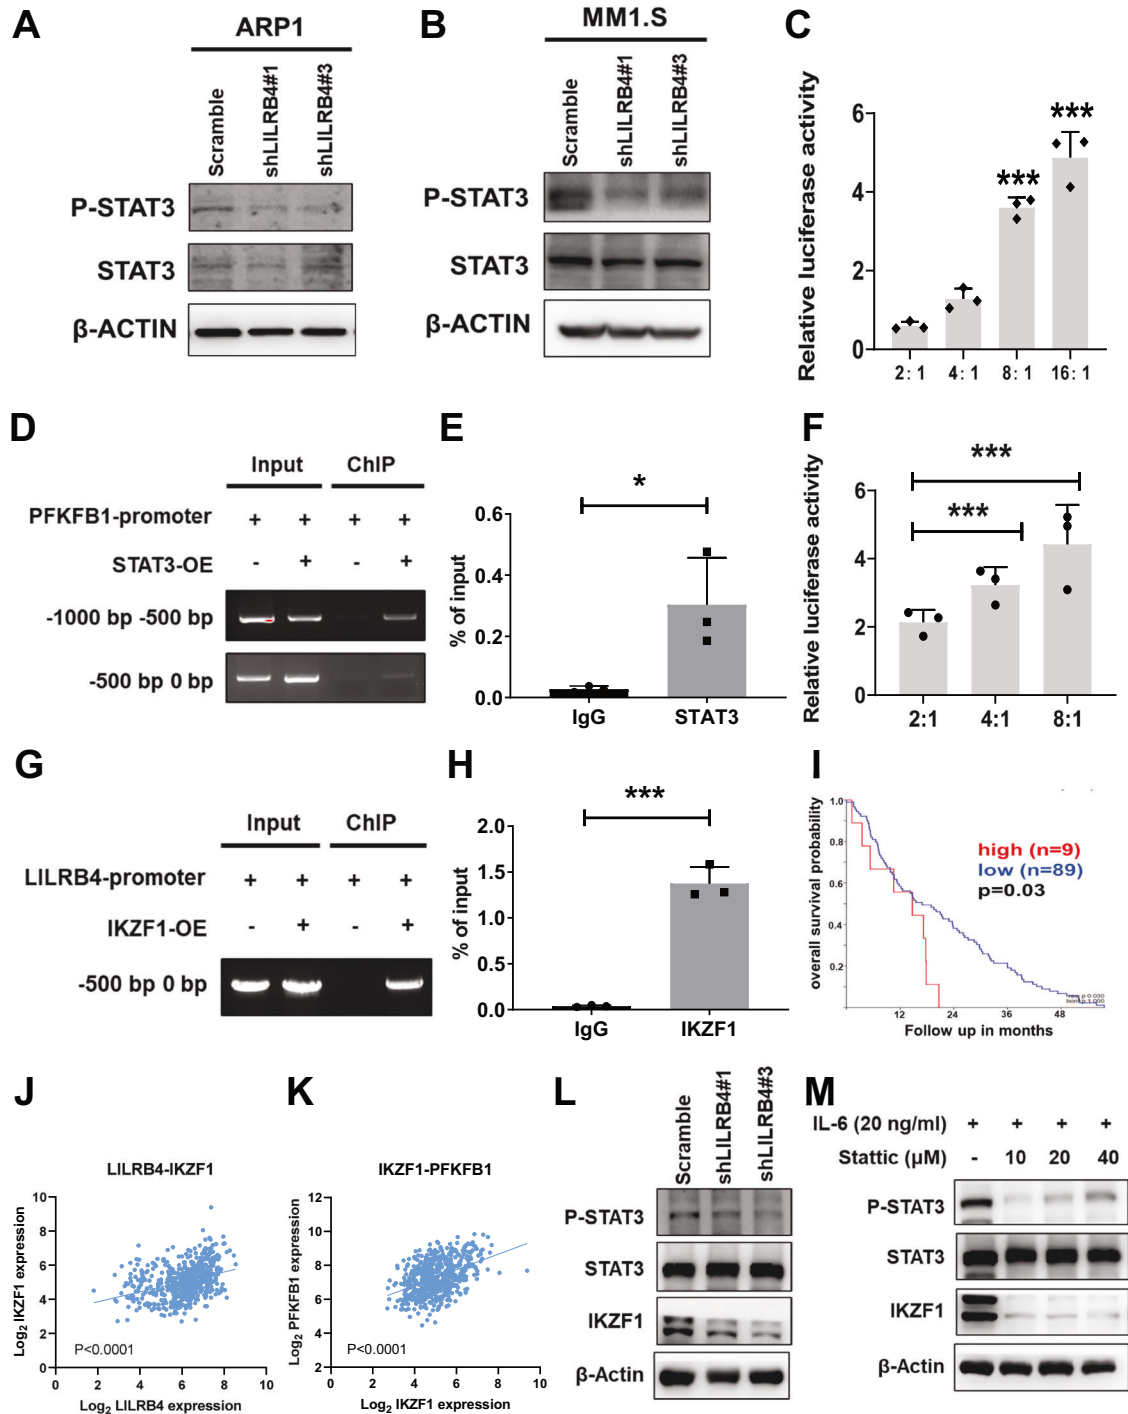 A
ARP1
Scramble
shLILRB4#1
shLILRB4#3
P-STAT3
STAT3
β-ACTIN
B
MM1.S
Scramble
shLILRB4#1
shLILRB4#3
P-STAT3
STAT3
β-ACTIN
C
Relative luciferase activity
6
4
2
0
***
***
2: 1 4: 1 8: 1 16: 1
D
Input ChIP
PFKFB1-promoter + + + +
STAT3-OE - + - +
-1000 bp -500 bp
-500 bp 0 bp
E
% of input
0.6
0.4
0.2
0.0
*
IgG STAT3
F
Relative luciferase activity
6
4
2
0
***
***
2:1 4:1 8:1
G
Input ChIP
LILRB4-promoter + + + +
IKZF1-OE - + - +
-500 bp 0 bp
H
% of input
2.0
1.5
1.0
0.5
0.0
***
IgG IKZF1
I
overall survival probability
1.0
0.8
0.6
0.4
0.2
high (n=9)
low (n=89)
p=0.03
12 24 36 48
Follow up in months
J
LILRB4-IKZF1
Log2 IKZF1 expression
10
8
6
4
2
0
P<0.0001
0 2 4 6 8 10
Log2 LILRB4 expression
K
IKZF1-PFKFB1
Log2 PFKFB1 expression
12
10
8
6
4
2
P<0.0001
0 2 4 6 8 10
Log2 IKZF1 expression
L
Scramble
shLILRB4#1
shLILRB4#3
P-STAT3
STAT3
IKZF1
β-Actin
M
IL-6 (20 ng/ml) + + + +
Stattic (μM) - 10 20 40
P-STAT3
STAT3
IKZF1
β-Actin